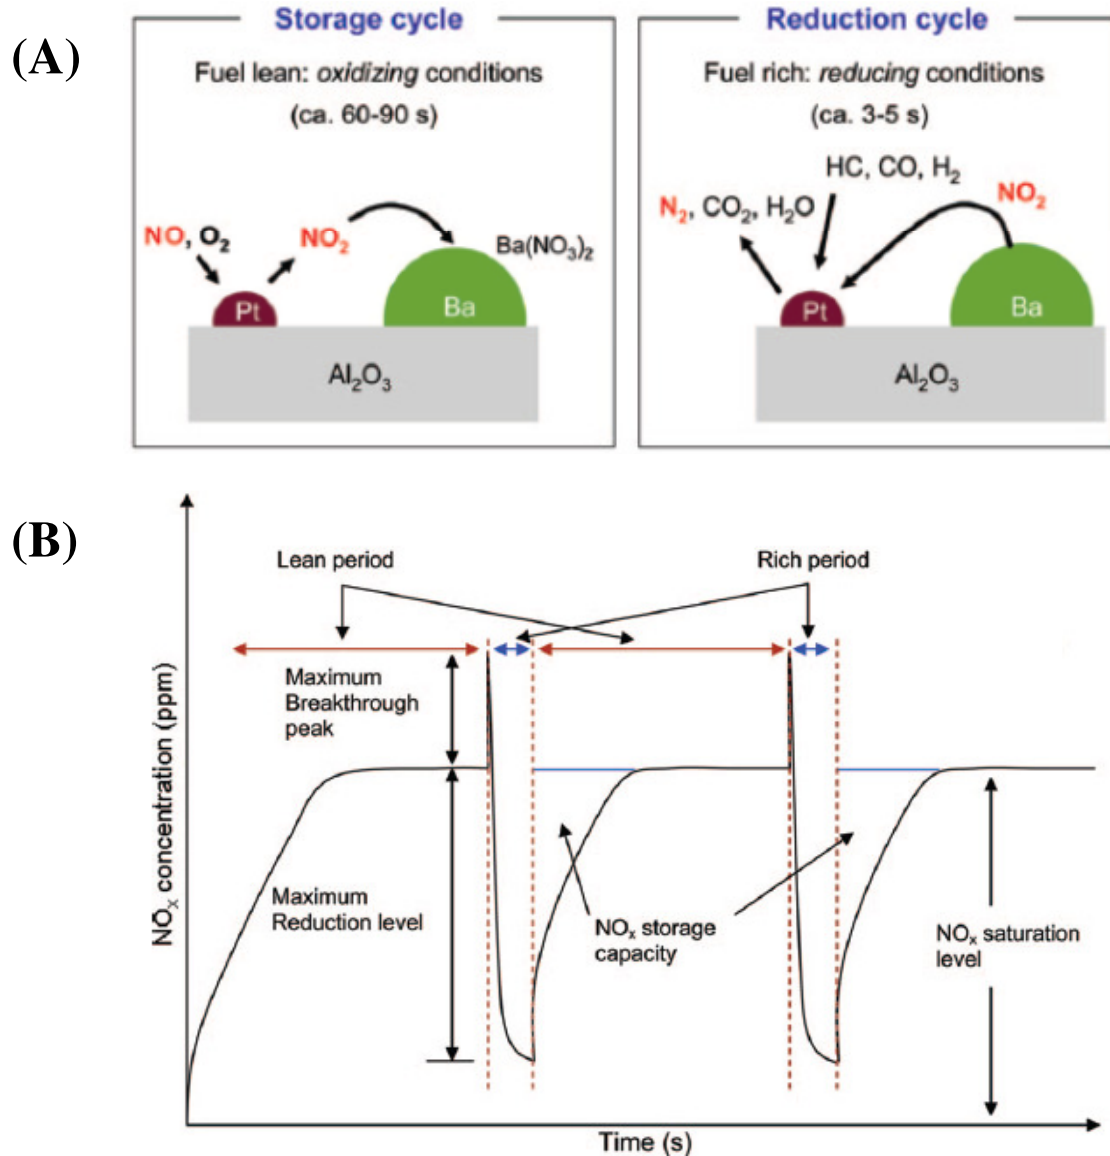 (A)
Storage cycle
Fuel lean: oxidizing conditions
(ca. 60-90 s)
NO, O₂
NO₂
Ba(NO₃)₂
Pt
Ba
Al₂O₃
Reduction cycle
Fuel rich: reducing conditions
(ca. 3-5 s)
HC, CO, H₂
N₂, CO₂, H₂O
NO₂
Pt
Ba
Al₂O₃
(B)
Lean period
Rich period
Maximum
Breakthrough
peak
Maximum
Reduction level
NOₓ storage
capacity
NOₓ saturation
level
NOₓ concentration (ppm)
Time (s)